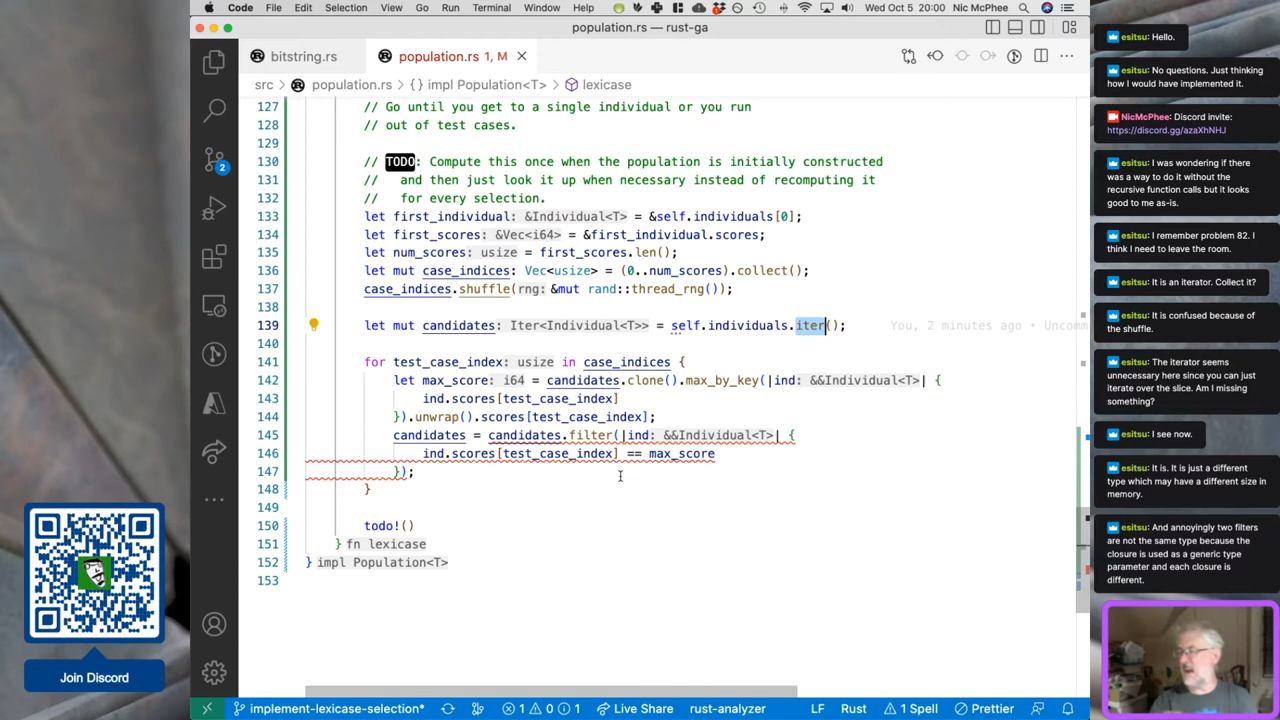 Code File Edit Selection View Go Run Terminal Window Help Wed Oct 5 20:00 Nic McPhee
population.rs — rust-ga
bitstring.rs
population.rs 1, M
src > population.rs > {} impl Population<T> > lexicase
127 // Go until you get to a single individual or you run
128 // out of test cases.
129
130 // TODO: Compute this once when the population is initially constructed
131 // and then just look it up when necessary instead of recomputing it
132 // for every selection.
133 let first_individual: &Individual<T> = &self.individuals[0];
134 let first_scores: &Vec<i64> = &first_individual.scores;
135 let num_scores: usize = first_scores.len();
136 let mut case_indices: Vec<usize> = (0..num_scores).collect();
137 case_indices.shuffle(rng: &mut rand::thread_rng());
138
139 let mut candidates: Iter<Individual<T>> = self.individuals.iter(); You, 2 minutes ago • Uncomm
140
141 for test_case_index: usize in case_indices {
142 let max_score: i64 = candidates.clone().max_by_key(|ind: &&Individual<T>| {
143 ind.scores[test_case_index]
144 }).unwrap().scores[test_case_index];
145 candidates = candidates.filter(|ind: &&Individual<T>| {
146 ind.scores[test_case_index] == max_score
147 });
148 }
149
150 todo!()
151 } fn lexicase
152 } impl Population<T>
153
2
implement-lexicase-selection* 1 0 1 Live Share rust-analyzer LF Rust 1 Spell Prettier
Join Discord
esitsu: Hello.
esitsu: No questions. Just thinking
how I would have implemented it.
NicMcPhee: Discord invite:
https://discord.gg/azaXhNHJ
esitsu: I was wondering if there
was a way to do it without the
recursive function calls but it looks
good to me as-is.
esitsu: I remember problem 82. I
think I need to leave the room.
esitsu: It is an iterator. Collect it?
esitsu: It is confused because of
the shuffle.
esitsu: The iterator seems
unnecessary here since you can just
iterate over the slice. Am I missing
something?
esitsu: I see now.
esitsu: It is. It is just a different
type which may have a different size in
memory.
esitsu: And annoyingly two filters
are not the same type because the
closure is used as a generic type
parameter and each closure is
different.